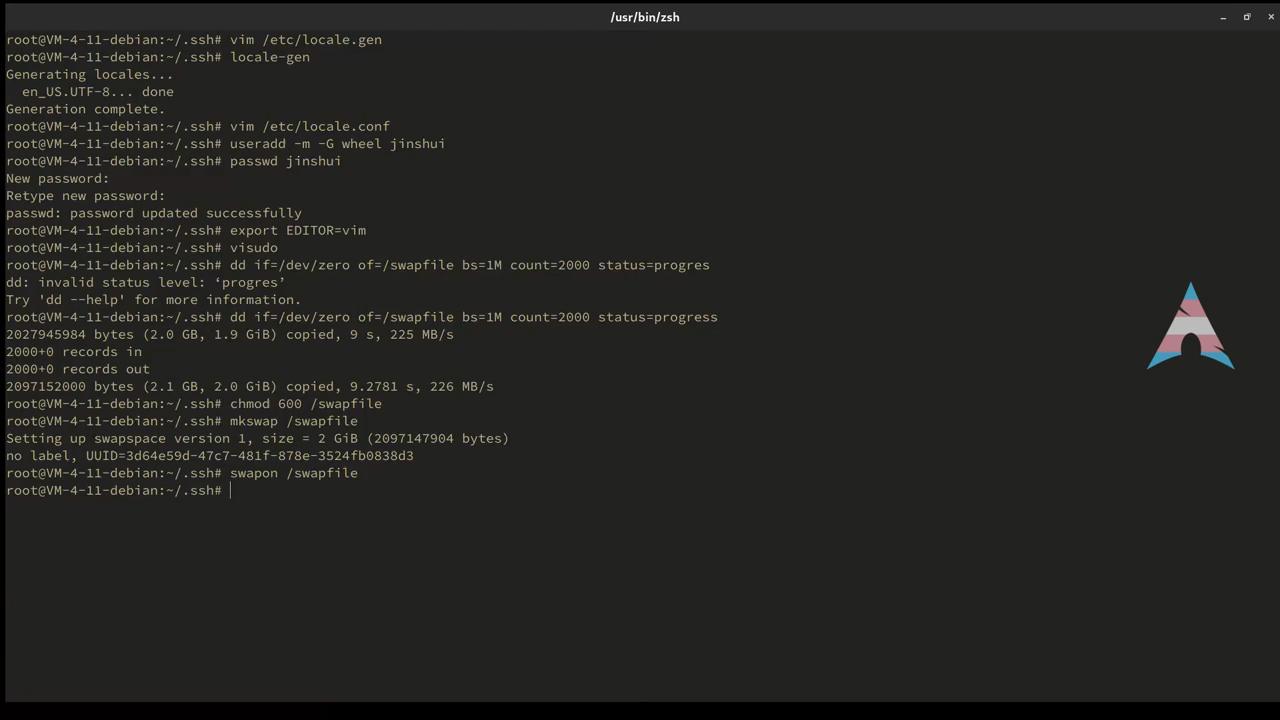 /usr/bin/zsh
root@VM-4-11-debian:~/.ssh# vim /etc/locale.gen
root@VM-4-11-debian:~/.ssh# locale-gen
Generating locales...
  en_US.UTF-8... done
Generation complete.
root@VM-4-11-debian:~/.ssh# vim /etc/locale.conf
root@VM-4-11-debian:~/.ssh# useradd -m -G wheel jinshui
root@VM-4-11-debian:~/.ssh# passwd jinshui
New password:
Retype new password:
passwd: password updated successfully
root@VM-4-11-debian:~/.ssh# export EDITOR=vim
root@VM-4-11-debian:~/.ssh# visudo
root@VM-4-11-debian:~/.ssh# dd if=/dev/zero of=/swapfile bs=1M count=2000 status=progres
dd: invalid status level: ‘progres’
Try 'dd --help' for more information.
root@VM-4-11-debian:~/.ssh# dd if=/dev/zero of=/swapfile bs=1M count=2000 status=progress
2027945984 bytes (2.0 GB, 1.9 GiB) copied, 9 s, 225 MB/s
2000+0 records in
2000+0 records out
2097152000 bytes (2.1 GB, 2.0 GiB) copied, 9.2781 s, 226 MB/s
root@VM-4-11-debian:~/.ssh# chmod 600 /swapfile
root@VM-4-11-debian:~/.ssh# mkswap /swapfile
Setting up swapspace version 1, size = 2 GiB (2097147904 bytes)
no label, UUID=3d64e59d-47c7-481f-878e-3524fb0838d3
root@VM-4-11-debian:~/.ssh# swapon /swapfile
root@VM-4-11-debian:~/.ssh#